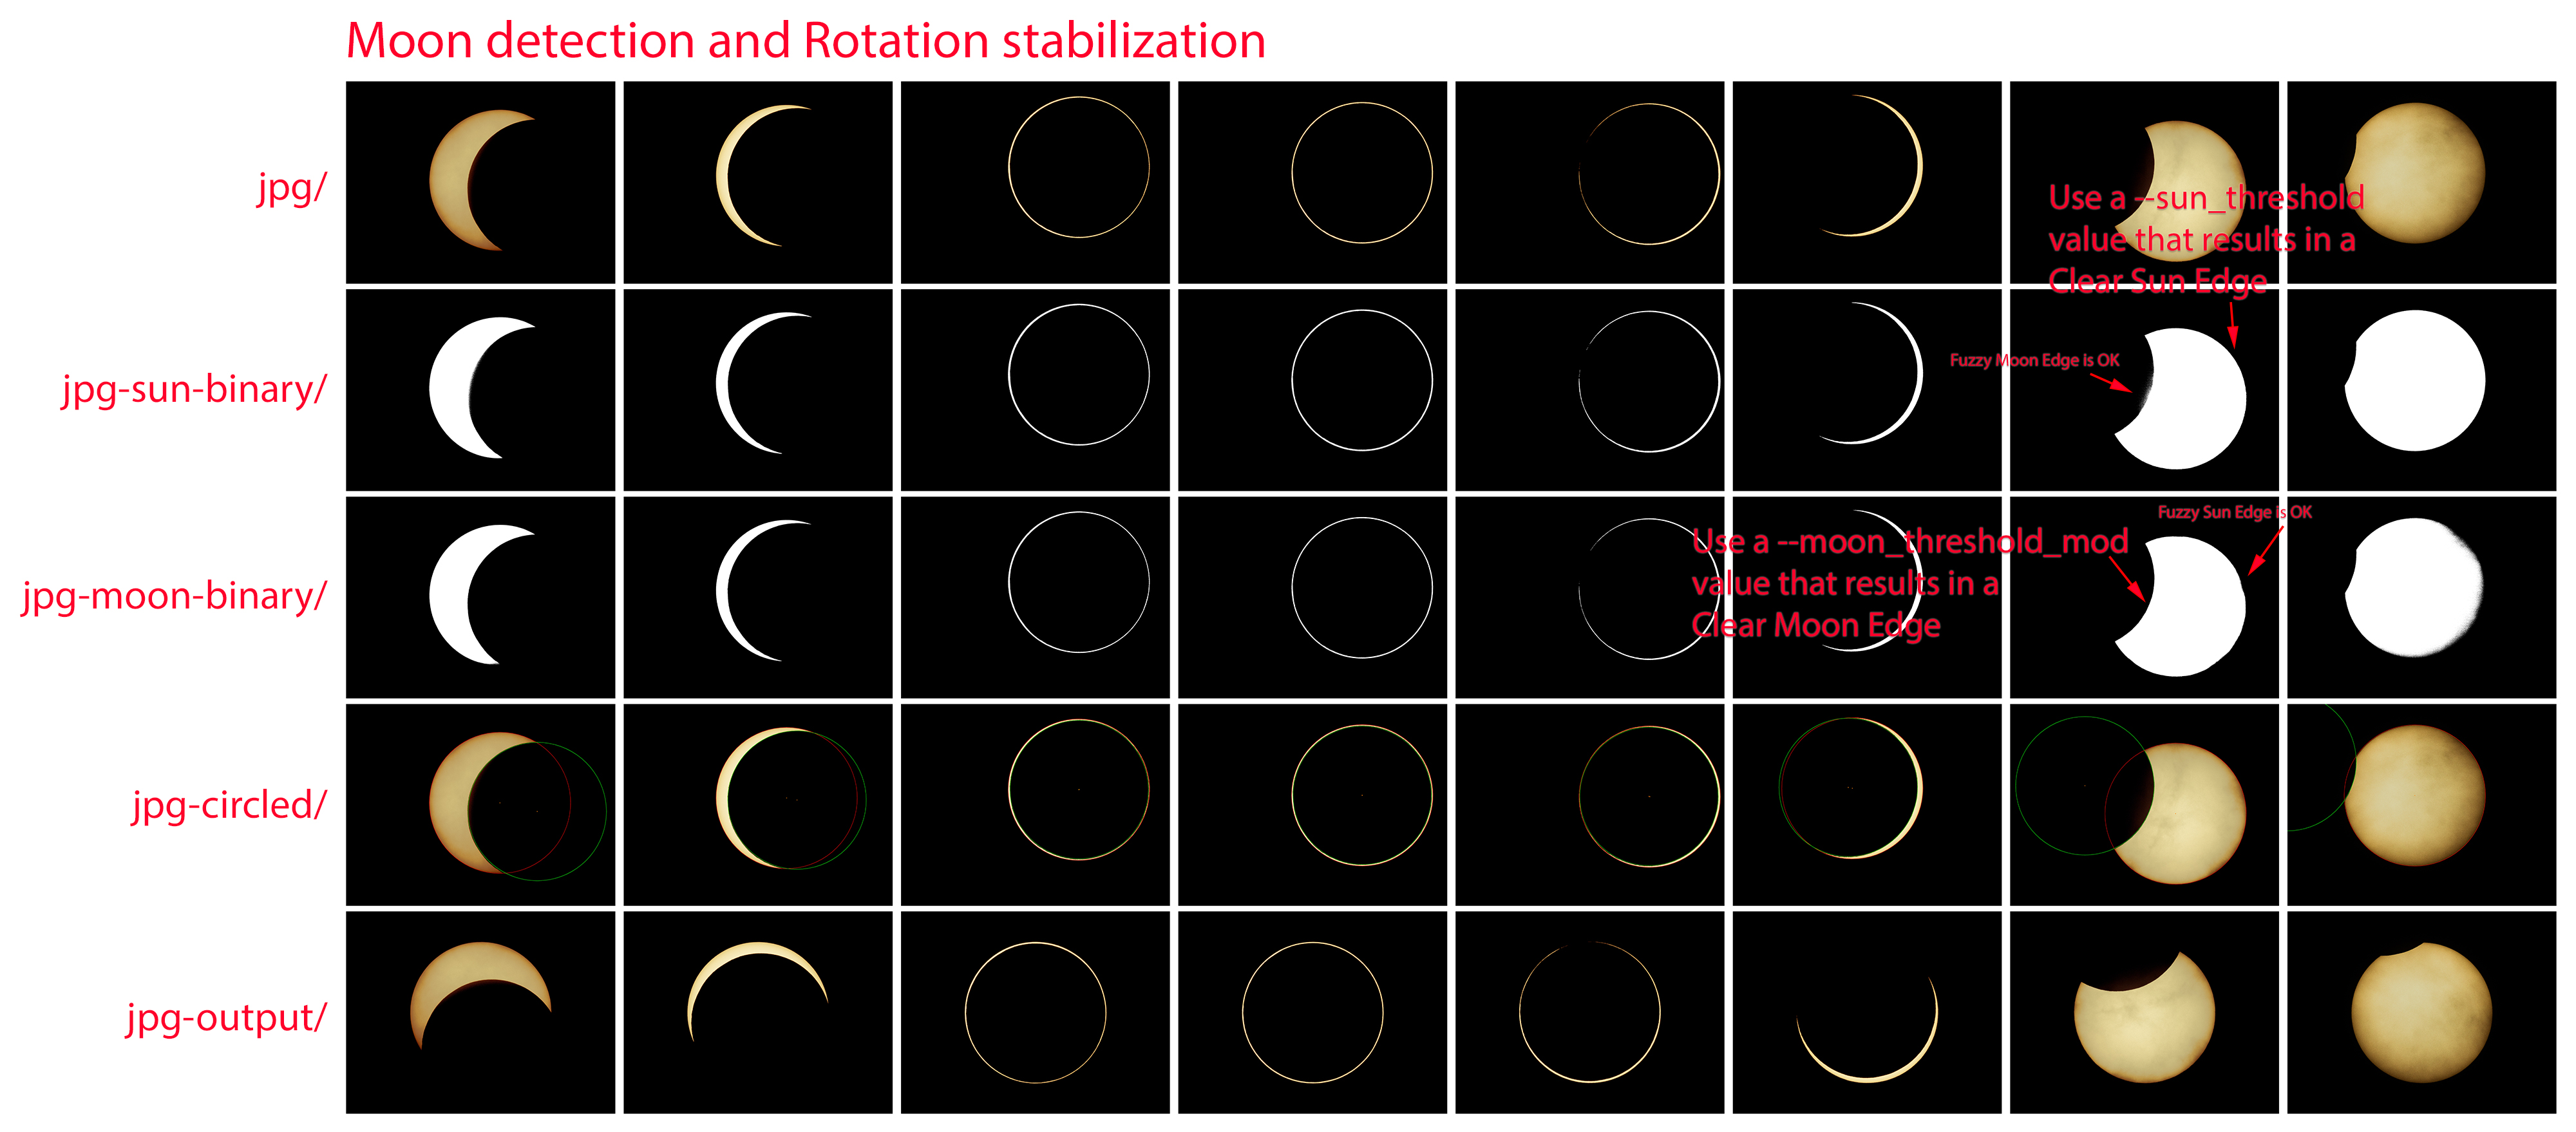 Moon detection and Rotation stabilization
jpg/
Use a --sun_threshold
value that results in a
Clear Sun Edge
jpg-sun-binary/
Fuzzy Moon Edge is OK
jpg-moon-binary/
Fuzzy Sun Edge is OK
Use a --moon_threshold_mod
value that results in a
Clear Moon Edge
jpg-circled/
jpg-output/